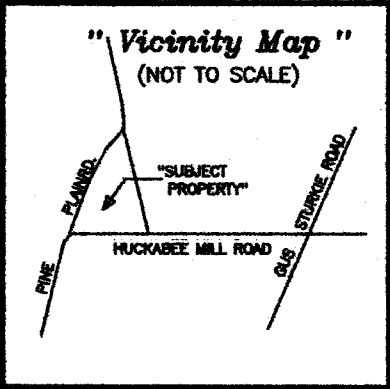 " Vicinity Map "
(NOT TO SCALE)
"SUBJECT
PROPERTY"
PINE PLAINRD.
HUCKABEE MILL ROAD
GUS STURKIE ROAD